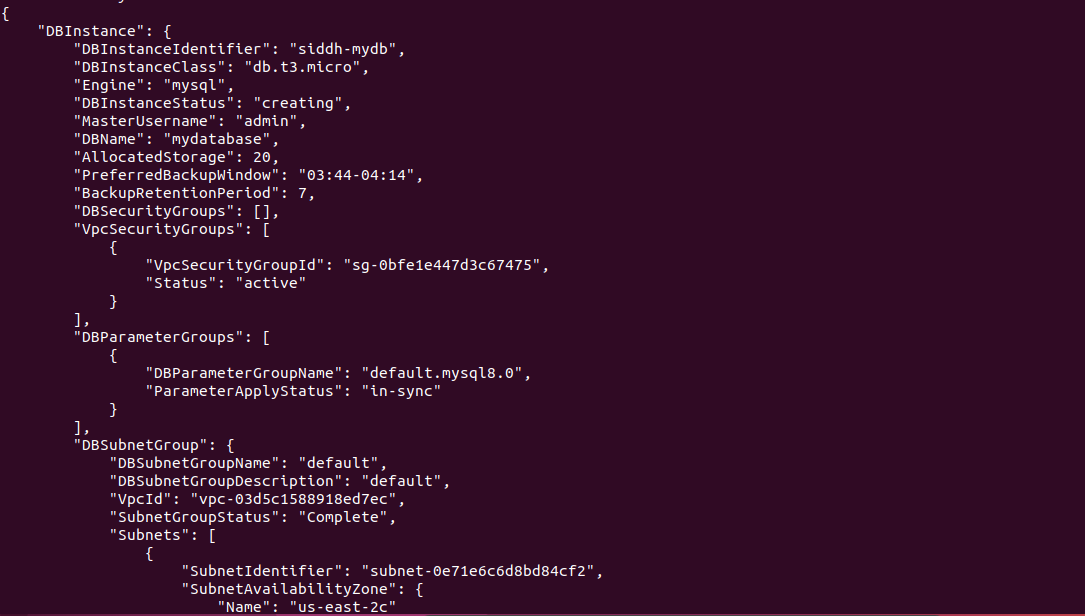 {
    "DBInstance": {
        "DBInstanceIdentifier": "siddh-mydb",
        "DBInstanceClass": "db.t3.micro",
        "Engine": "mysql",
        "DBInstanceStatus": "creating",
        "MasterUsername": "admin",
        "DBName": "mydatabase",
        "AllocatedStorage": 20,
        "PreferredBackupWindow": "03:44-04:14",
        "BackupRetentionPeriod": 7,
        "DBSecurityGroups": [],
        "VpcSecurityGroups": [
            {
                "VpcSecurityGroupId": "sg-0bfe1e447d3c67475",
                "Status": "active"
            }
        ],
        "DBParameterGroups": [
            {
                "DBParameterGroupName": "default.mysql8.0",
                "ParameterApplyStatus": "in-sync"
            }
        ],
        "DBSubnetGroup": {
            "DBSubnetGroupName": "default",
            "DBSubnetGroupDescription": "default",
            "VpcId": "vpc-03d5c1588918ed7ec",
            "SubnetGroupStatus": "Complete",
            "Subnets": [
                {
                    "SubnetIdentifier": "subnet-0e71e6c6d8bd84cf2",
                    "SubnetAvailabilityZone": {
                        "Name": "us-east-2c"